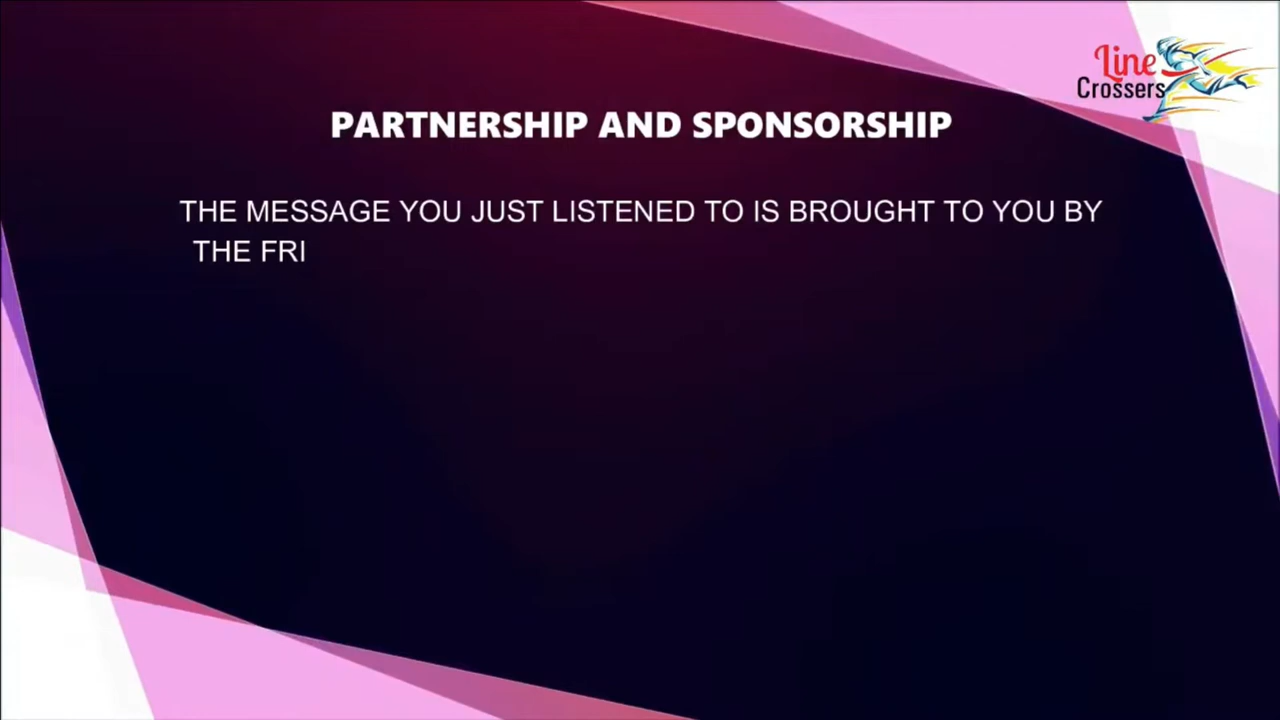 Line
Crossers
PARTNERSHIP AND SPONSORSHIP
THE MESSAGE YOU JUST LISTENED TO IS BROUGHT TO YOU BY
THE FRI